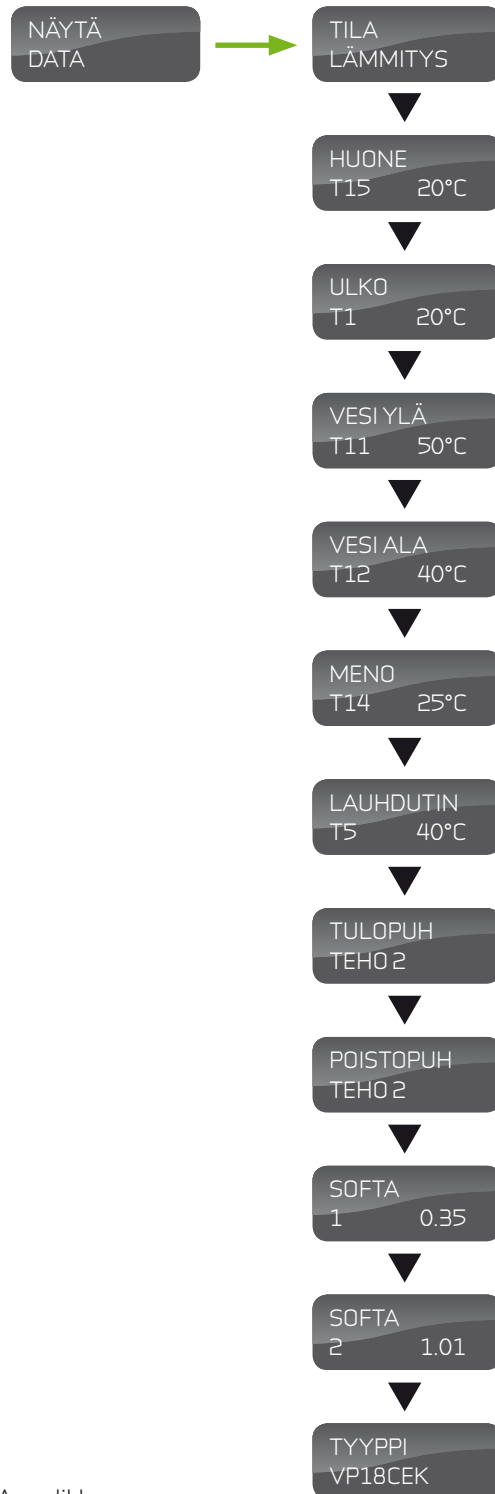 NÄYTÄ
DATA
TILA
LÄMMITYS
HUONE
T15 20°C
ULKO
T1 20°C
VESI YLÄ
T11 50°C
VESI ALA
T12 40°C
MENO
T14 25°C
LAUHDUTIN
T5 40°C
TULOPUH
TEHO 2
POISTOPUH
TEHO 2
SOFTA
1 0.35
SOFTA
2 1.01
TYYPPI
VP18CEK